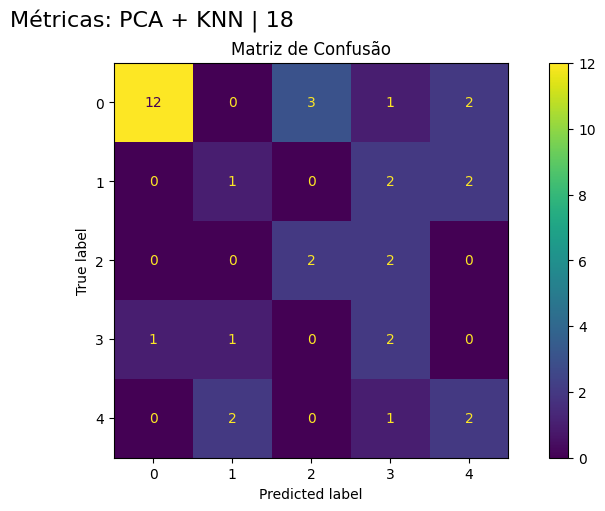 Métricas: PCA + KNN | 18
Matriz de Confusão
0 12 0 3 1 2
1 0 1 0 2 2
2 0 0 2 2 0
3 1 1 0 2 0
4 0 2 0 1 2
0 1 2 3 4
True label
Predicted label
12
10
8
6
4
2
0